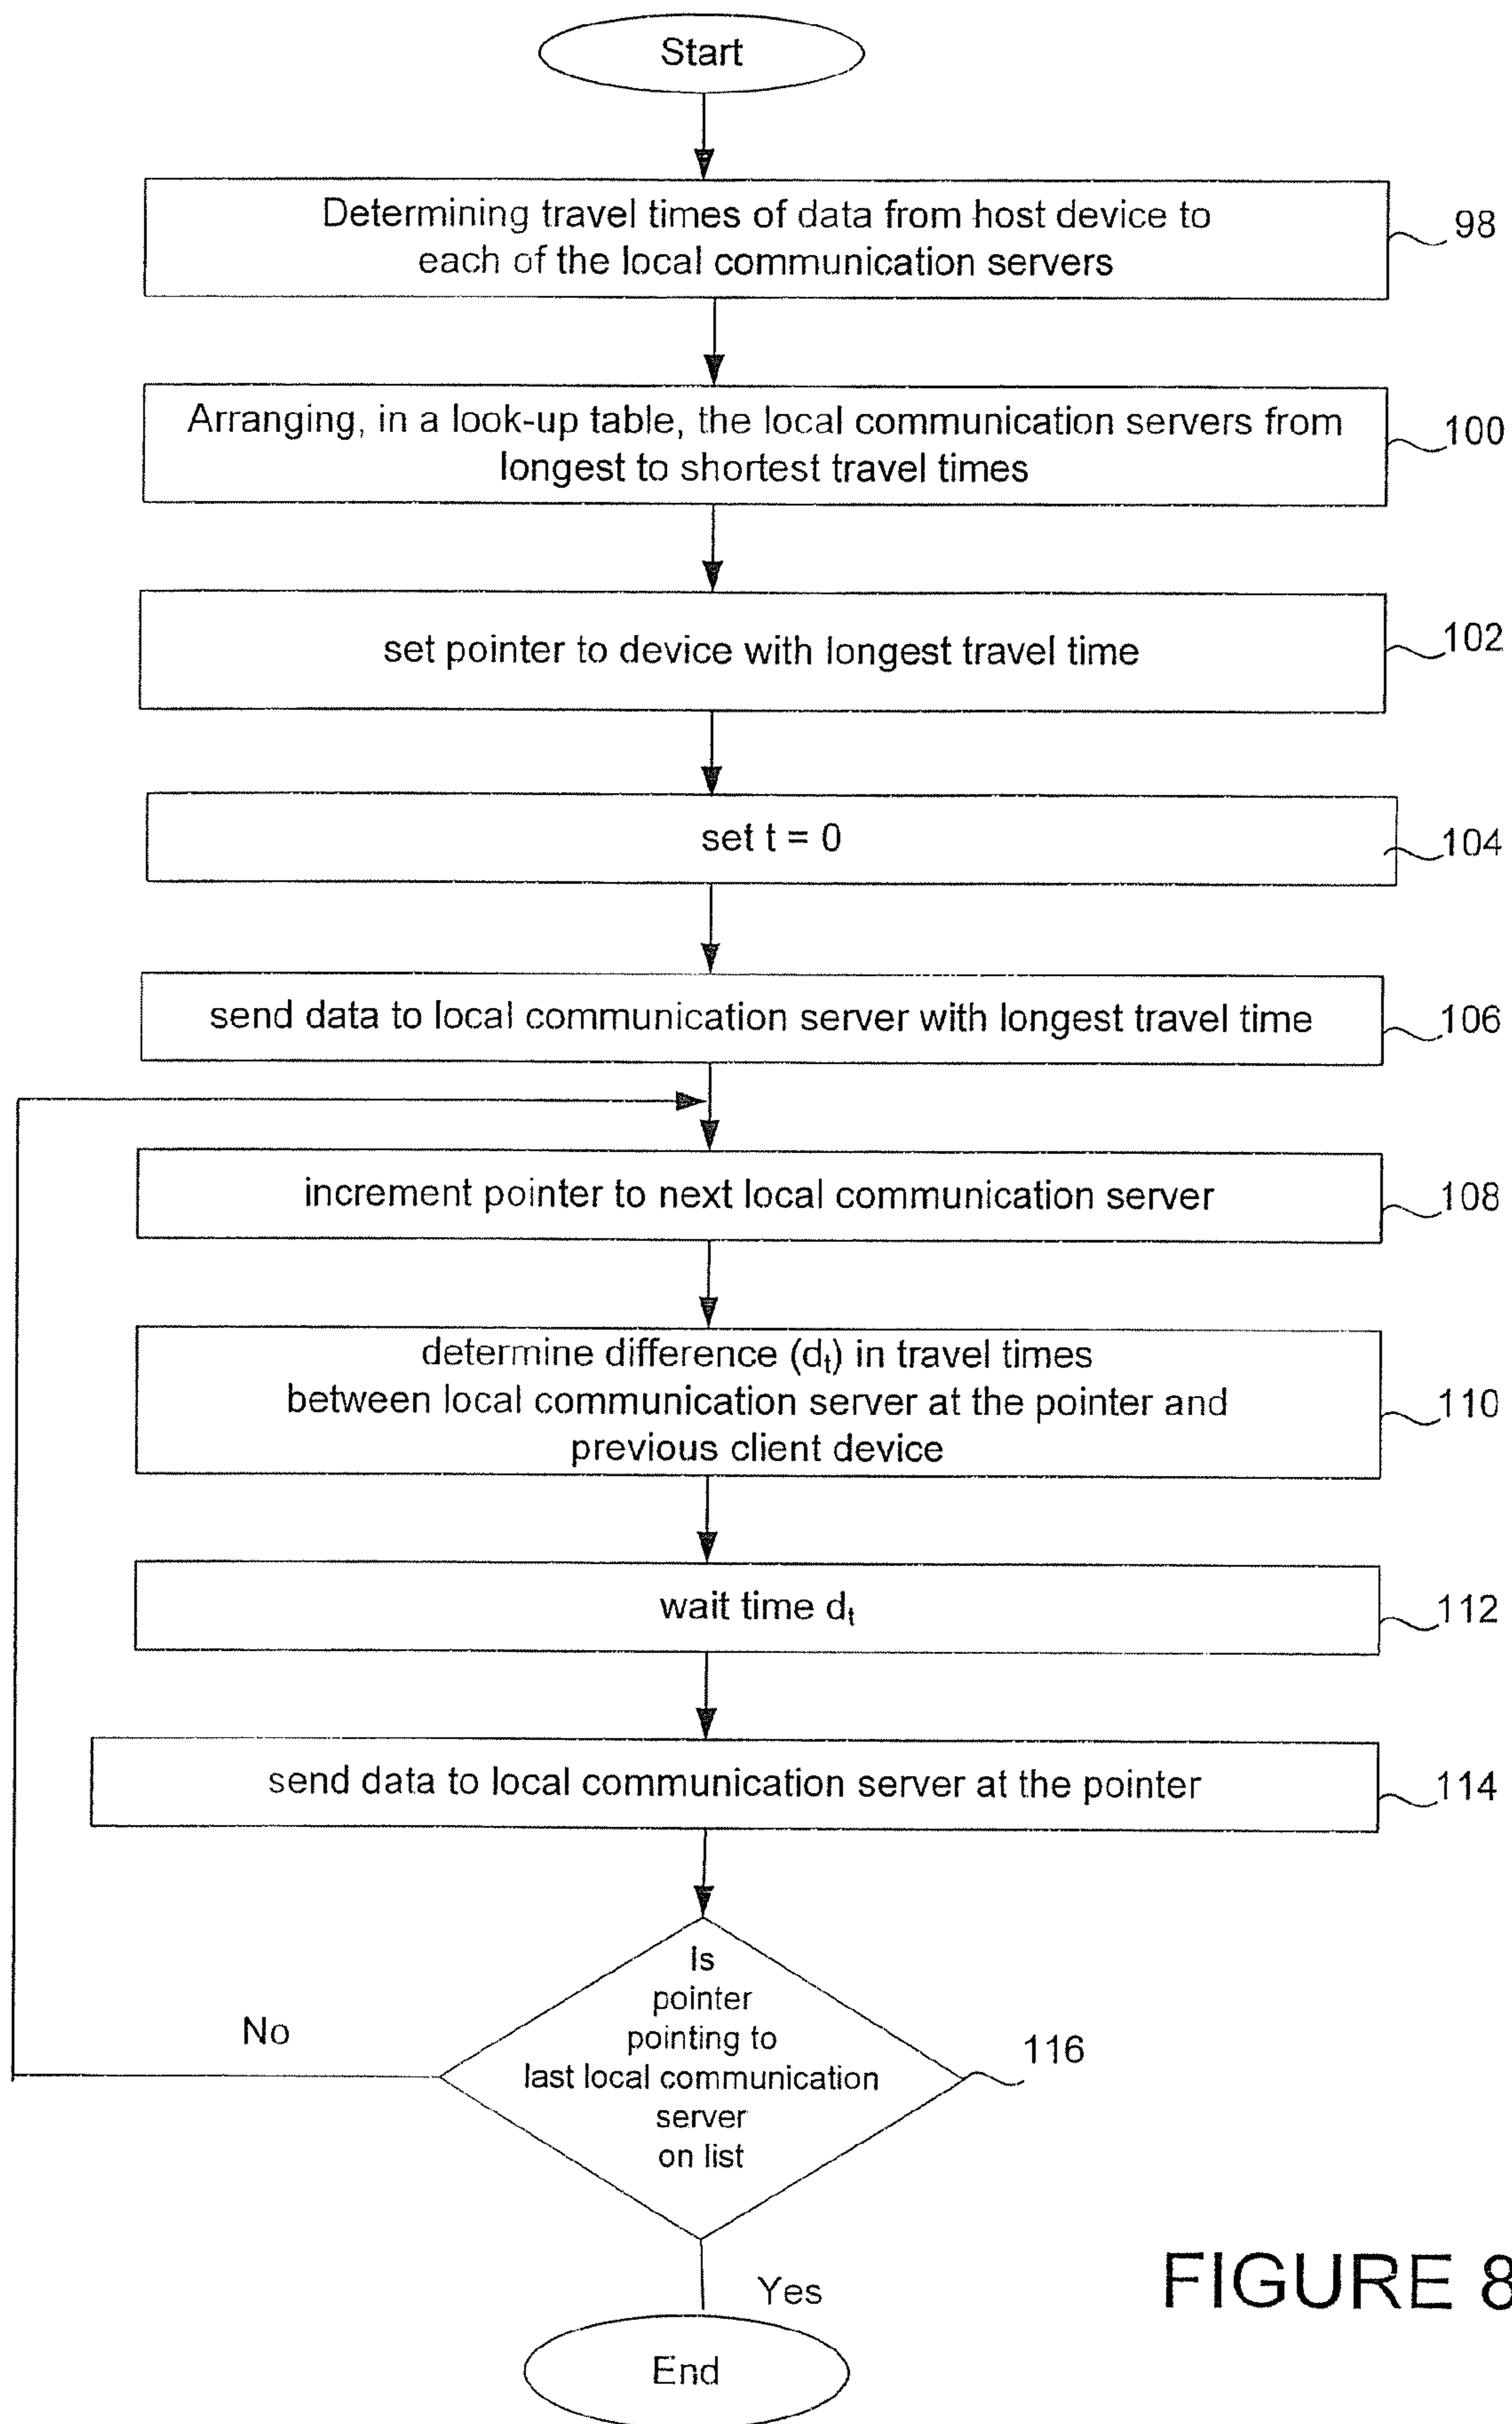 Start
Determining travel times of data from host device to
each of the local communication servers
98
Arranging, in a look-up table, the local communication servers from
longest to shortest travel times
100
set pointer to device with longest travel time
102
set t = 0
104
send data to local communication server with longest travel time
106
increment pointer to next local communication server
108
determine difference (dt) in travel times
between local communication server at the pointer and
previous client device
110
wait time dt
112
send data to local communication server at the pointer
114
Is
pointer
pointing to
last local communication
server
on list
116
No
Yes
End
FIGURE 8